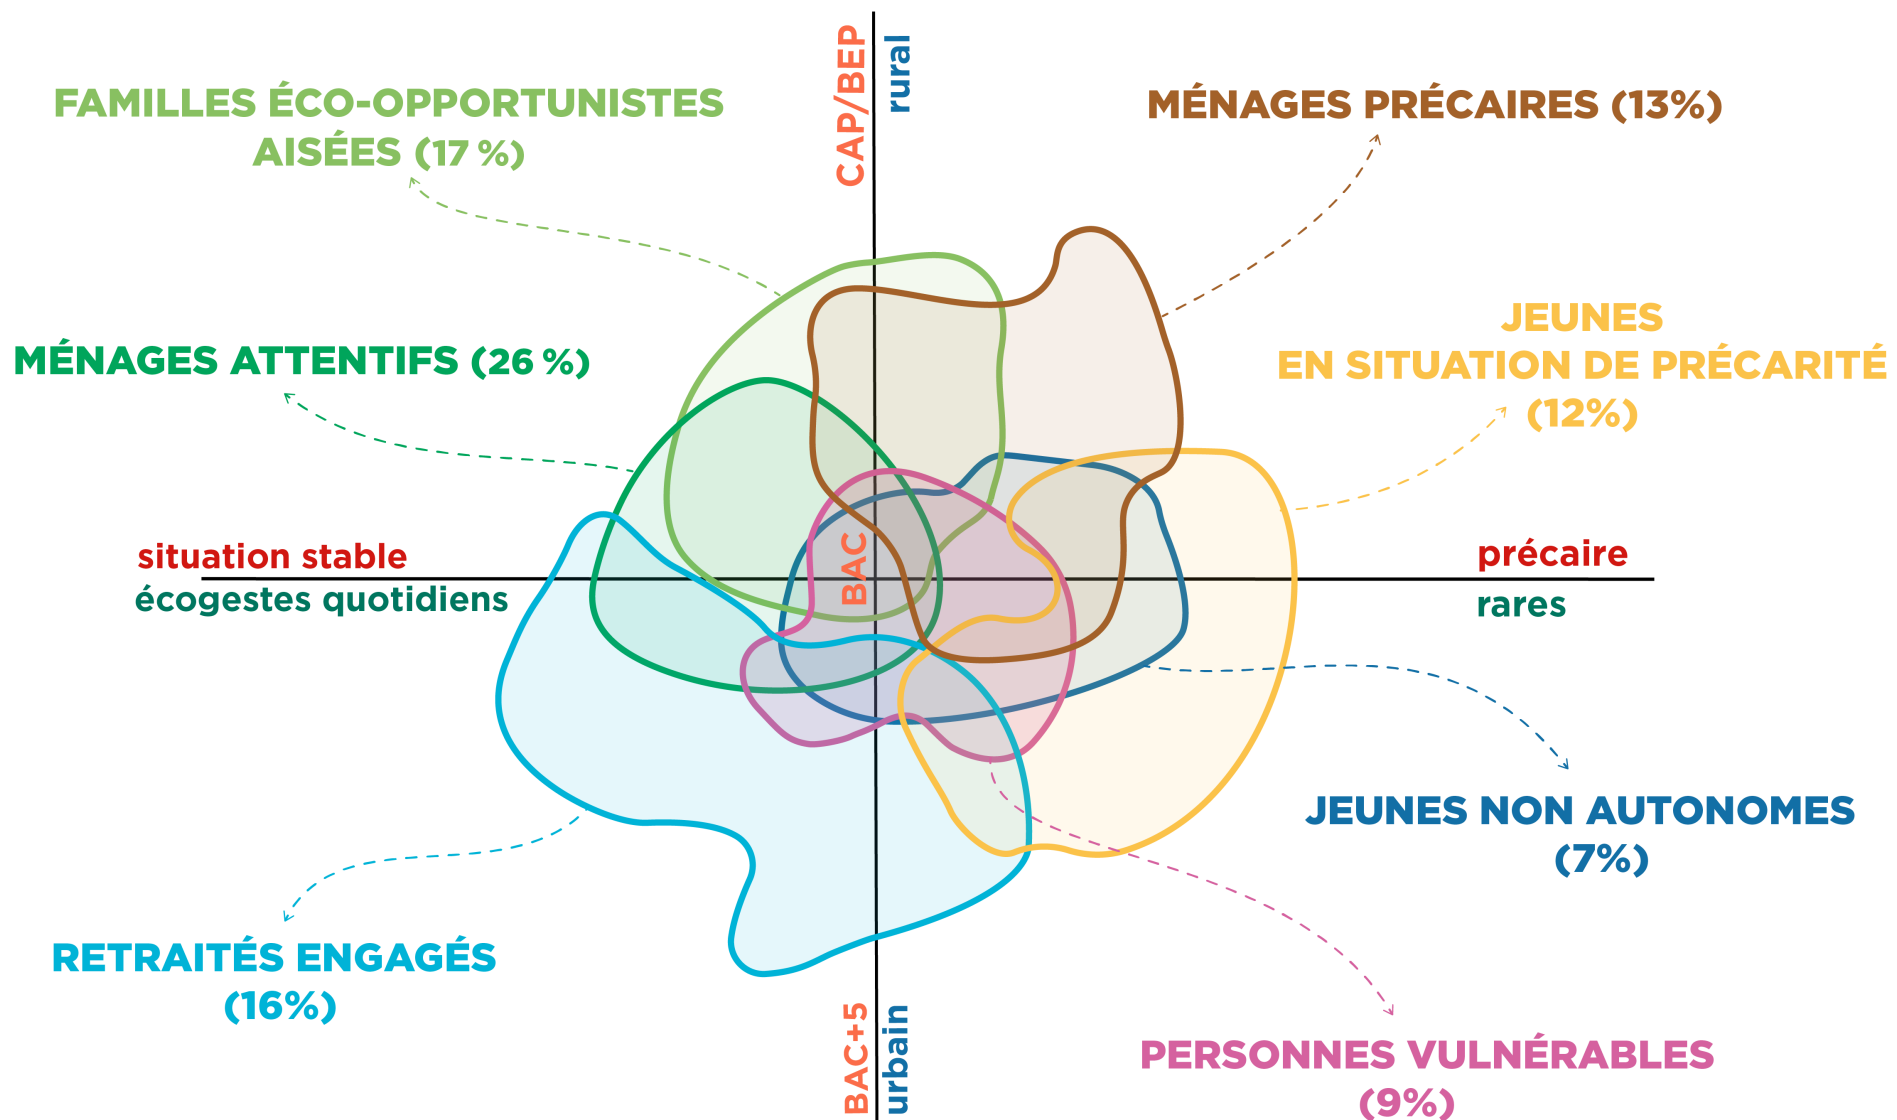 CAP/BEP
rural
FAMILLES ÉCO-OPPORTUNISTES
AISÉES (17 %)
MÉNAGES PRÉCAIRES (13%)
MÉNAGES ATTENTIFS (26 %)
JEUNES
EN SITUATION DE PRÉCARITÉ
(12%)
situation stable
écogestes quotidiens
BAC
précaire
rares
JEUNES NON AUTONOMES
(7%)
RETRAITÉS ENGAGÉS
(16%)
BAC+5
urbain
PERSONNES VULNÉRABLES
(9%)